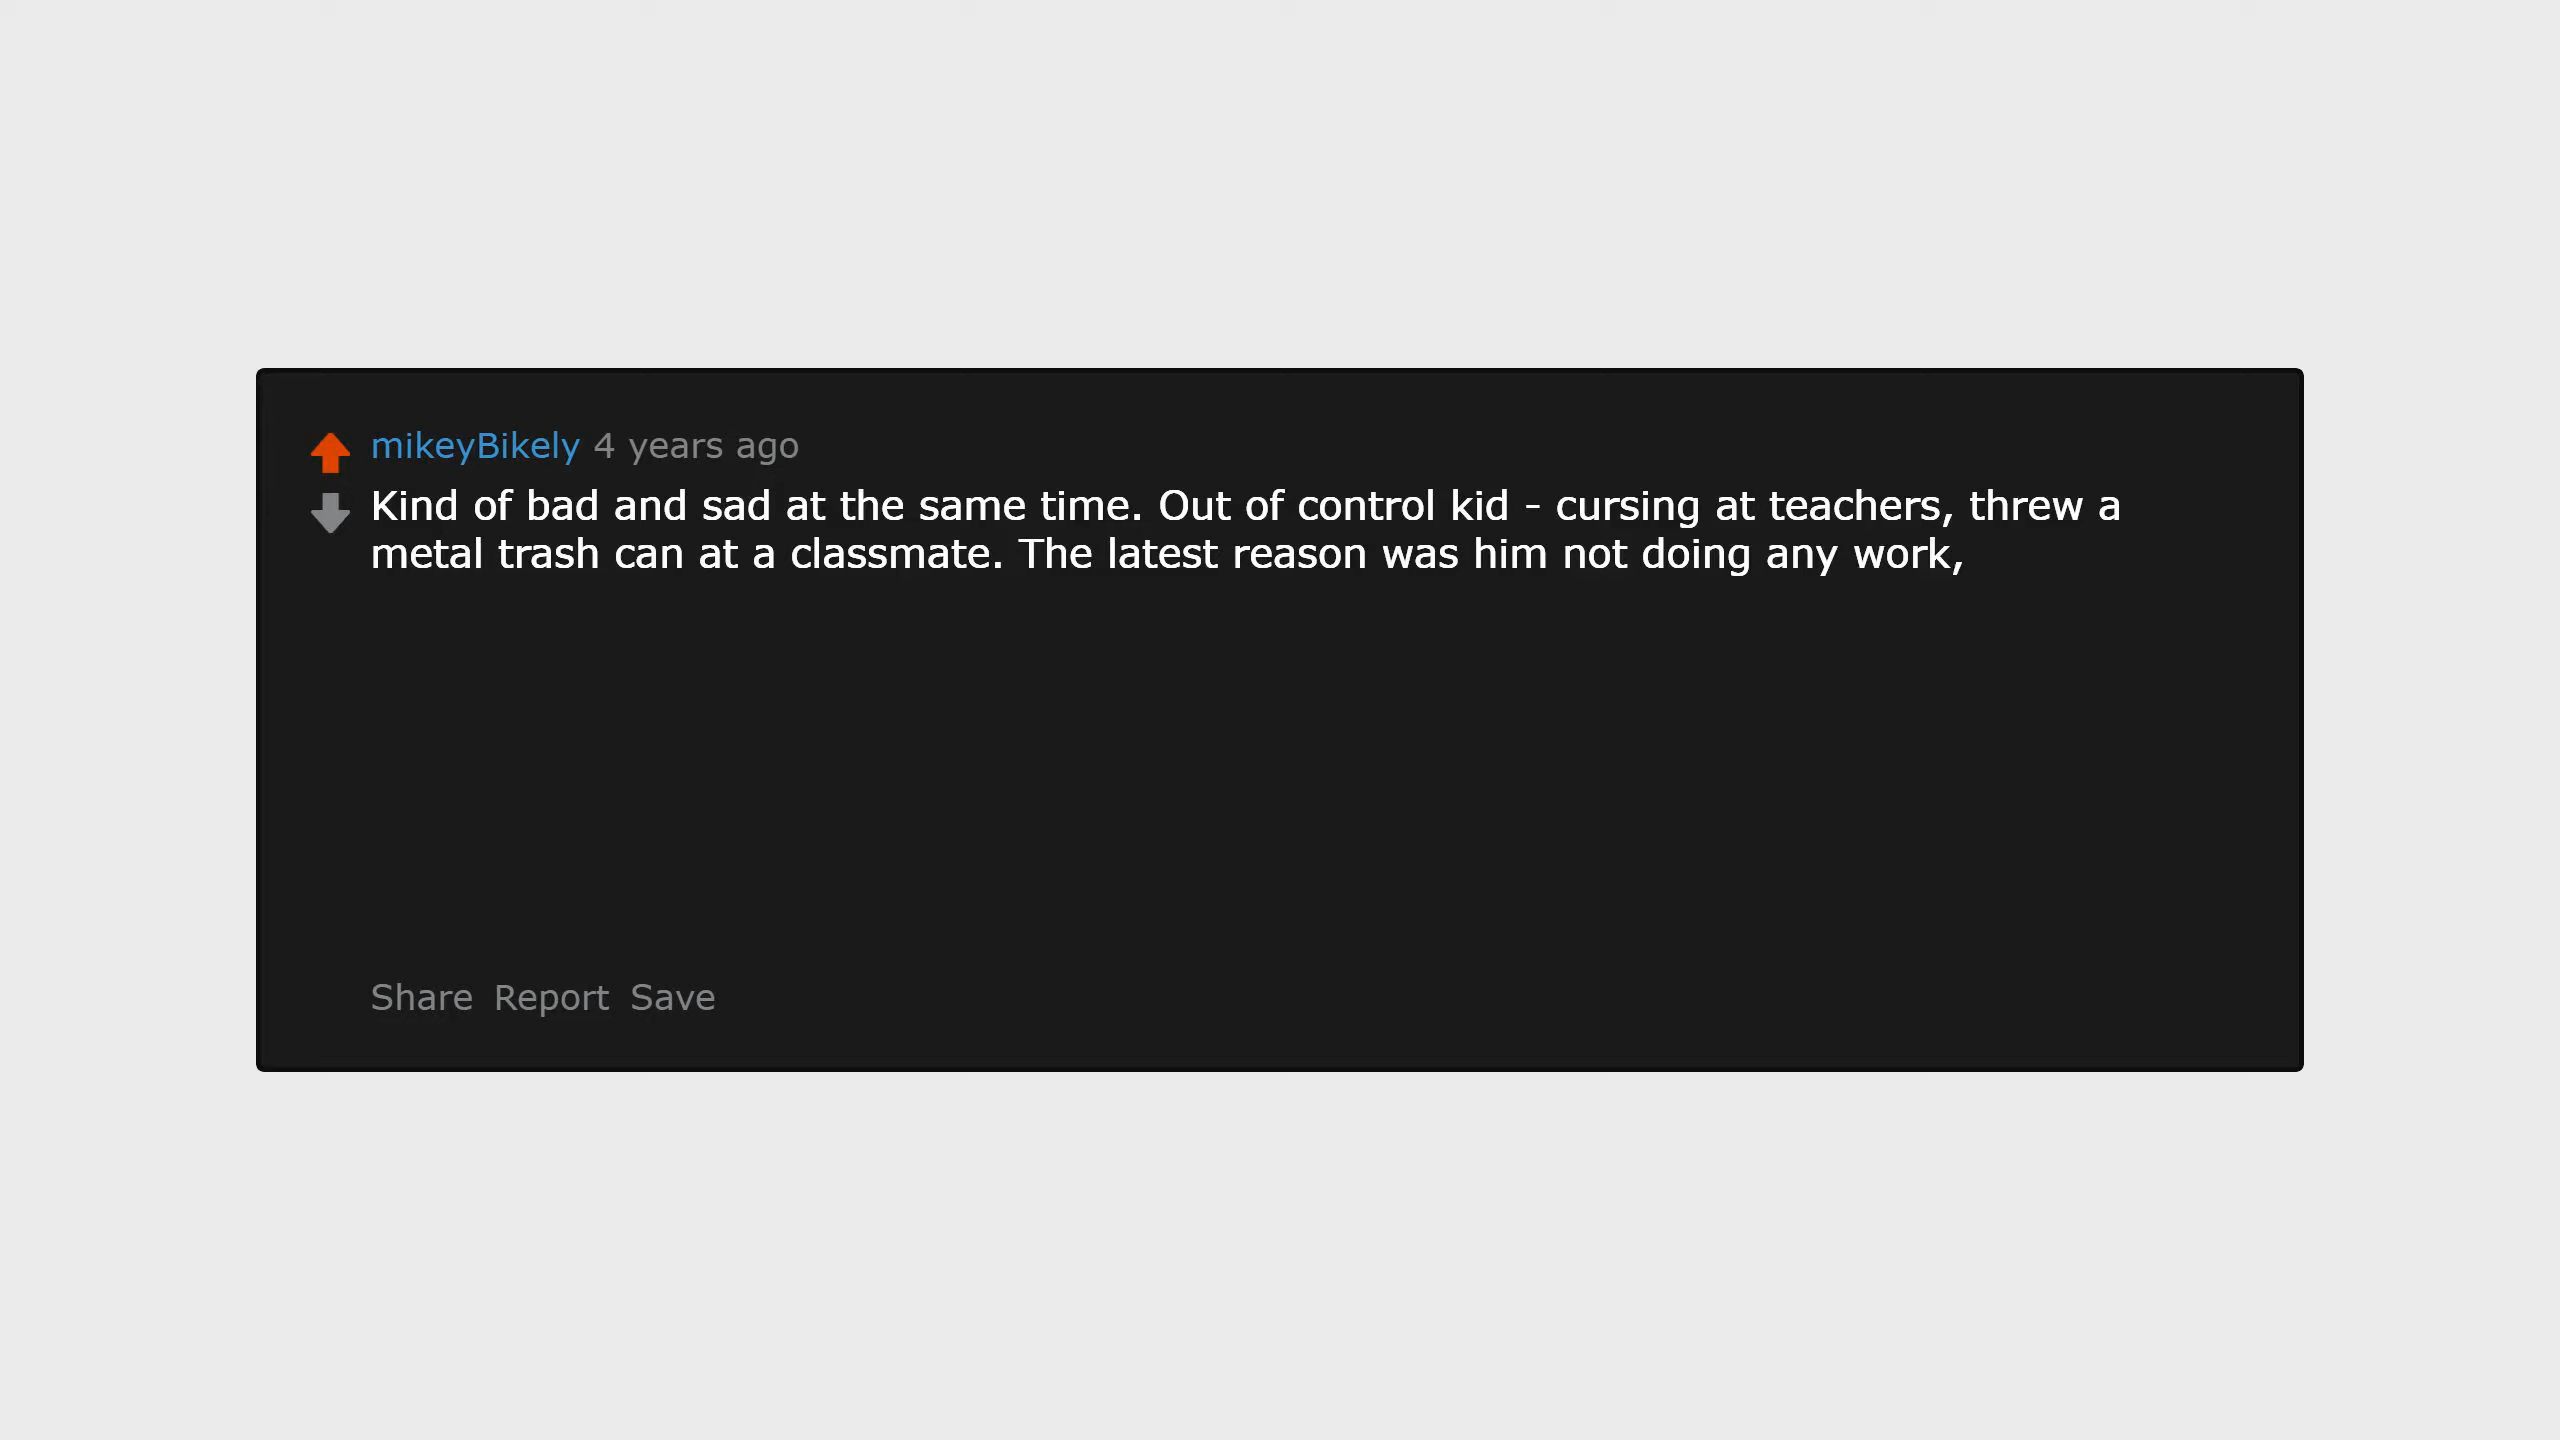 mikeyBikely 4 years ago
Kind of bad and sad at the same time. Out of control kid - cursing at teachers, threw a
metal trash can at a classmate. The latest reason was him not doing any work,
Share Report Save